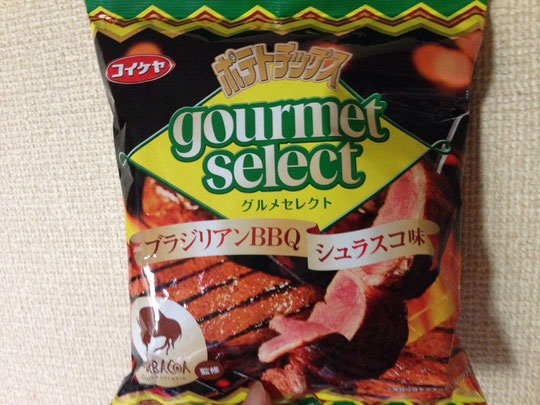 コイケヤ
ポテトチップス
gourmet
select
グルメセレクト
ブラジリアンBBQ
シュラスコ味
監修